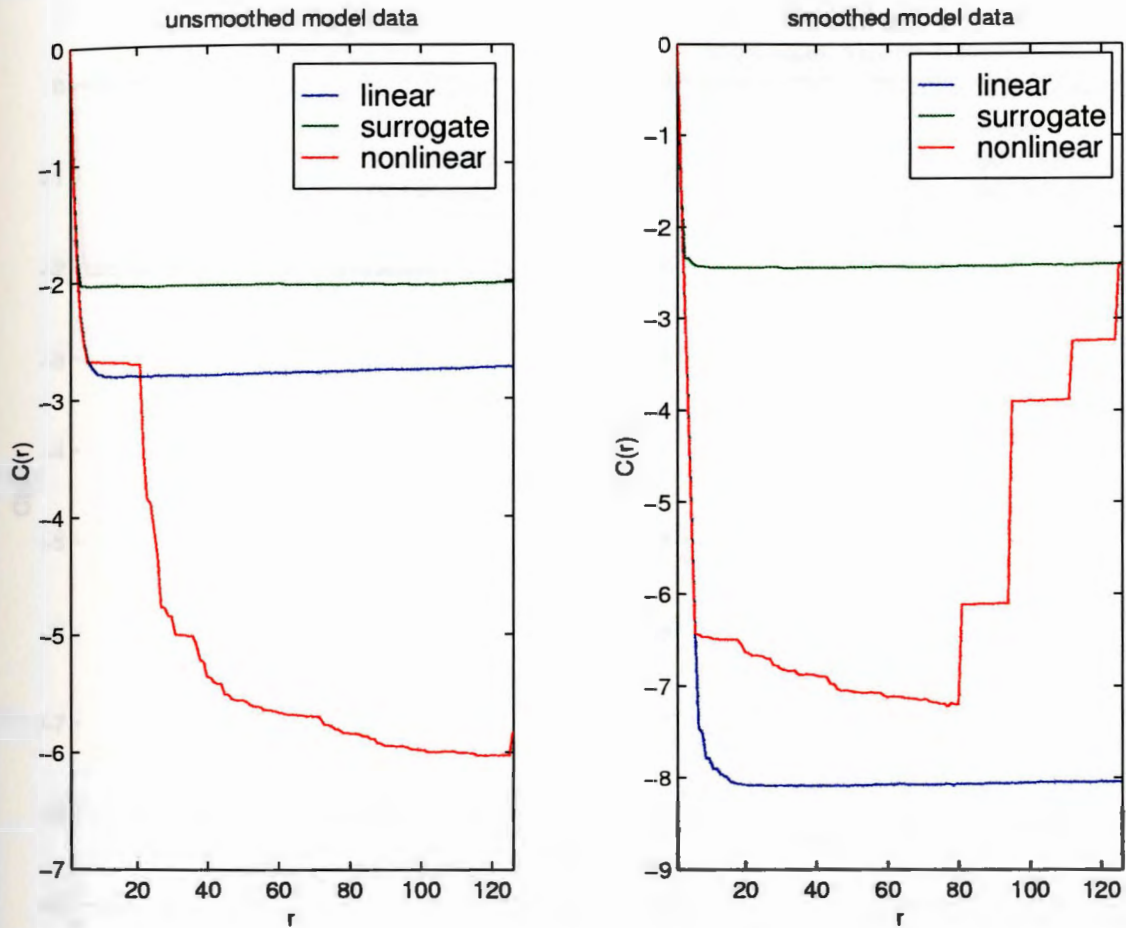 unsmoothed model data
0
−1
−2
−3
−4
−5
−6
−7
C(r)
linear
surrogate
nonlinear
20 40 60 80 100 120
r
smoothed model data
0
−1
−2
−3
−4
−5
−6
−7
−8
−9
C(r)
linear
surrogate
nonlinear
20 40 60 80 100 120
r